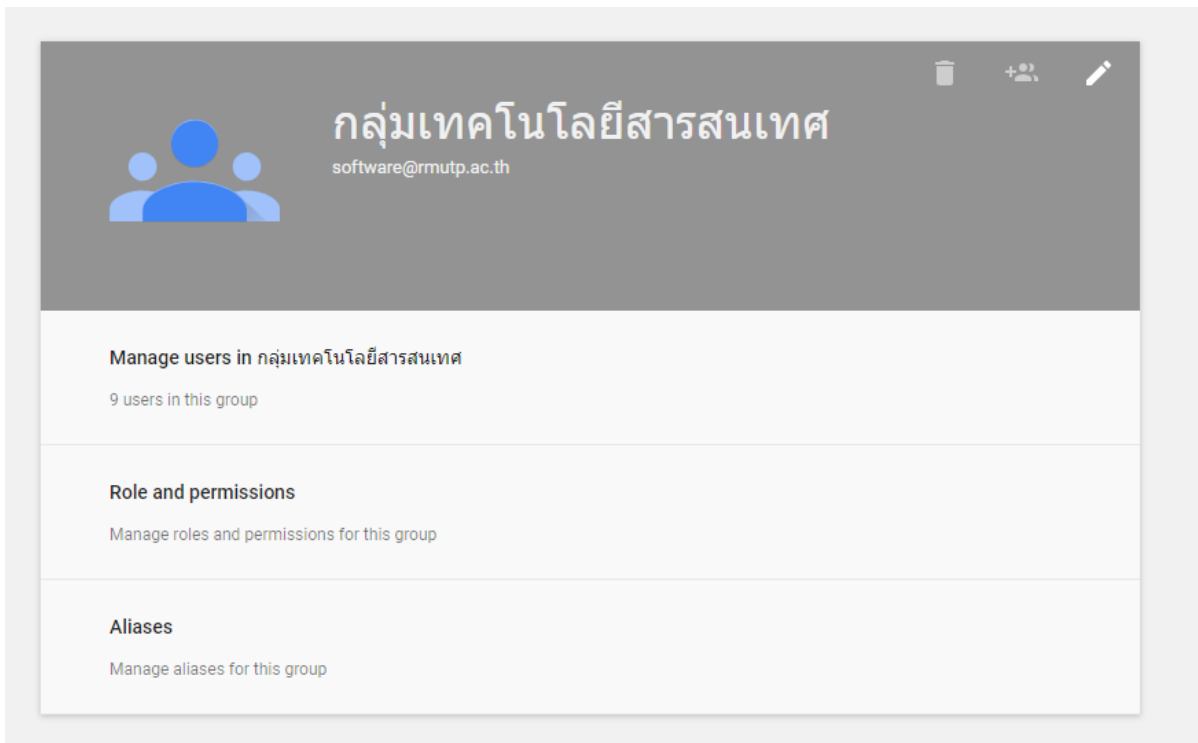 กลุ่มเทคโนโลยีสารสนเทศ
software@rmutp.ac.th
Manage users in กลุ่มเทคโนโลยีสารสนเทศ
9 users in this group
Role and permissions
Manage roles and permissions for this group
Aliases
Manage aliases for this group